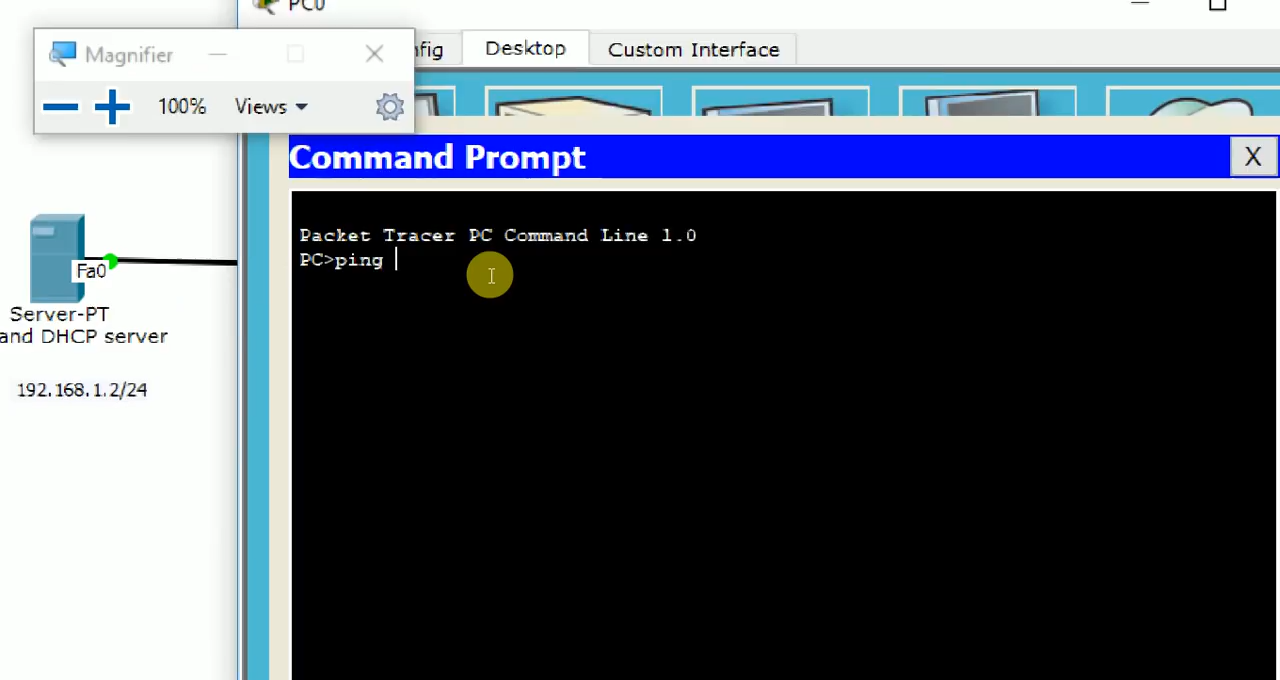 PC0
Magnifier
fig
Desktop
Custom Interface
100%
Views
Command Prompt
X
Packet Tracer PC Command Line 1.0
PC>ping
Fa0
Server-PT
and DHCP server
192.168.1.2/24